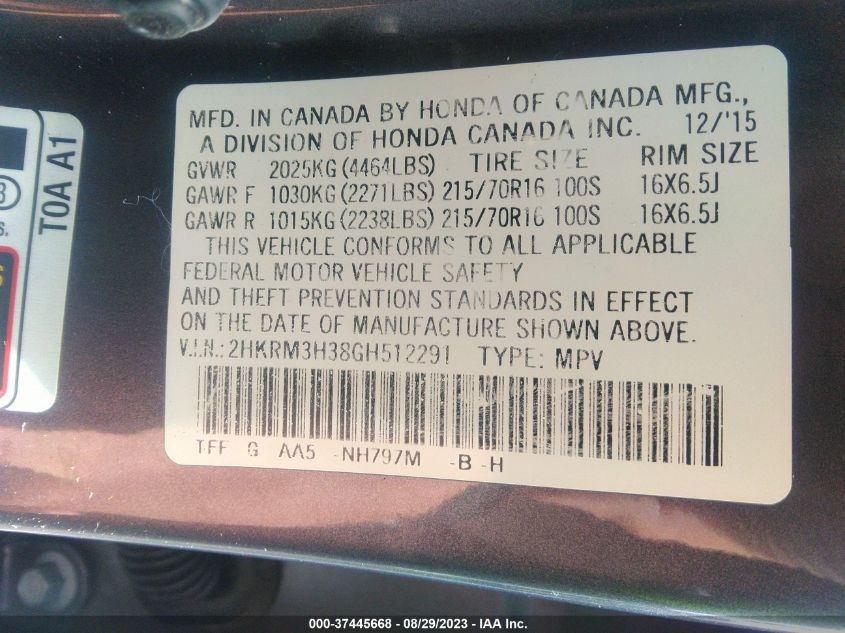 MFD. IN CANADA BY HONDA OF CANADA MFG.,
A DIVISION OF HONDA CANADA INC. 12/'15
GVWR 2025KG (4464LBS) TIRE SIZE RIM SIZE
GAWR F 1030KG (2271LBS) 215/70R16 100S 16X6.5J
GAWR R 1015KG (2238LBS) 215/70R16 100S 16X6.5J
THIS VEHICLE CONFORMS TO ALL APPLICABLE
FEDERAL MOTOR VEHICLE SAFETY
AND THEFT PREVENTION STANDARDS IN EFFECT
ON THE DATE OF MANUFACTURE SHOWN ABOVE.
V.I.N.: 2HKRM3H38GH512291 TYPE: MPV
G AA5 -NH797M -B -H
TOA A1
000-37445668 - 08/29/2023 - IAA Inc.